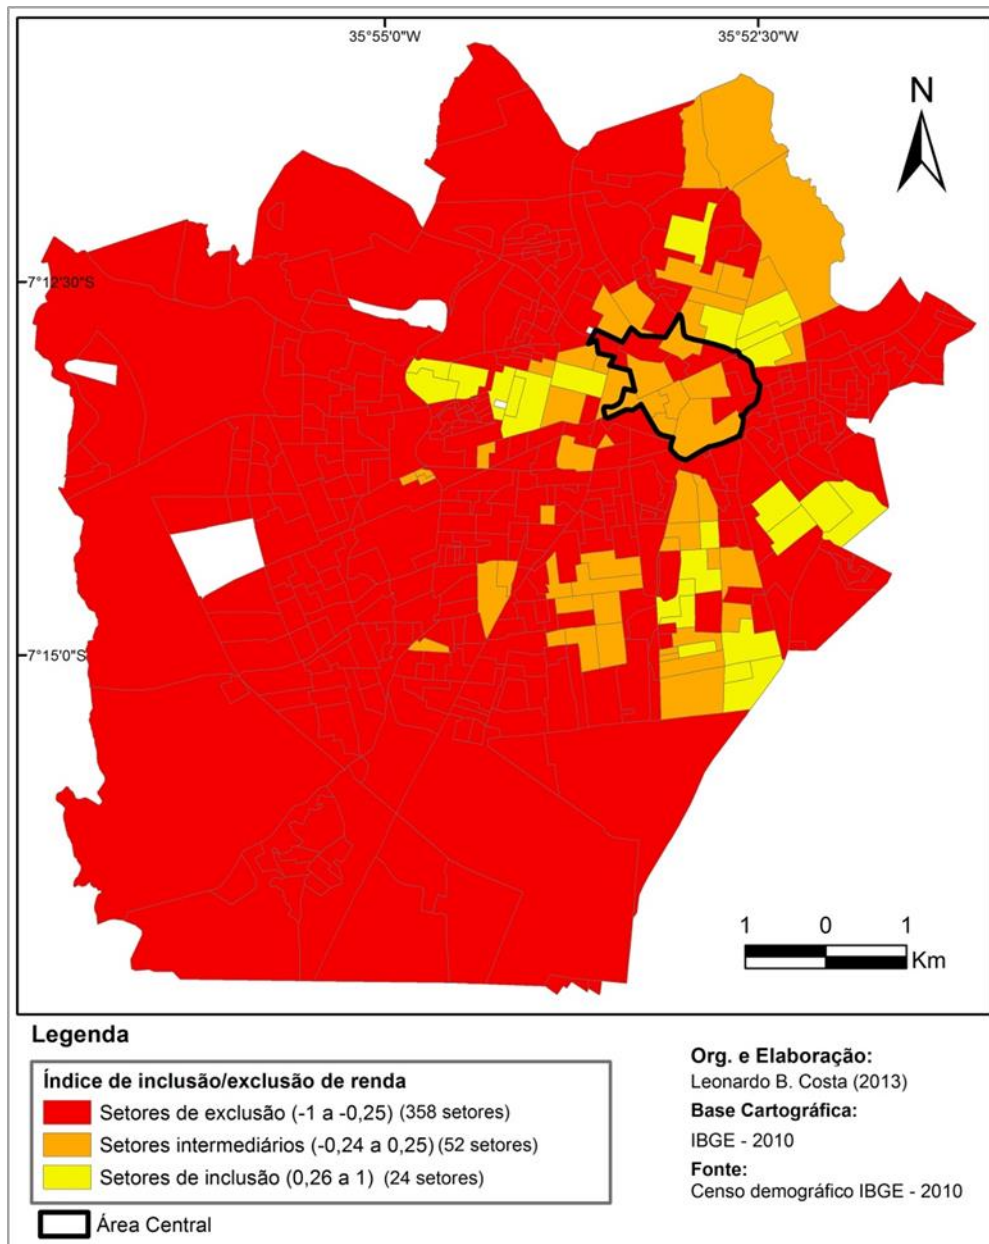 35°55'0"W
35°52'30"W
N
7°12'30"S
7°15'0"S
1 0 1
Km
Legenda
Índice de inclusão/exclusão de renda
Setores de exclusão (-1 a -0,25) (358 setores)
Setores intermediários (-0,24 a 0,25) (52 setores)
Setores de inclusão (0,26 a 1) (24 setores)
Área Central
Org. e Elaboração:
Leonardo B. Costa (2013)
Base Cartográfica:
IBGE - 2010
Fonte:
Censo demográfico IBGE - 2010